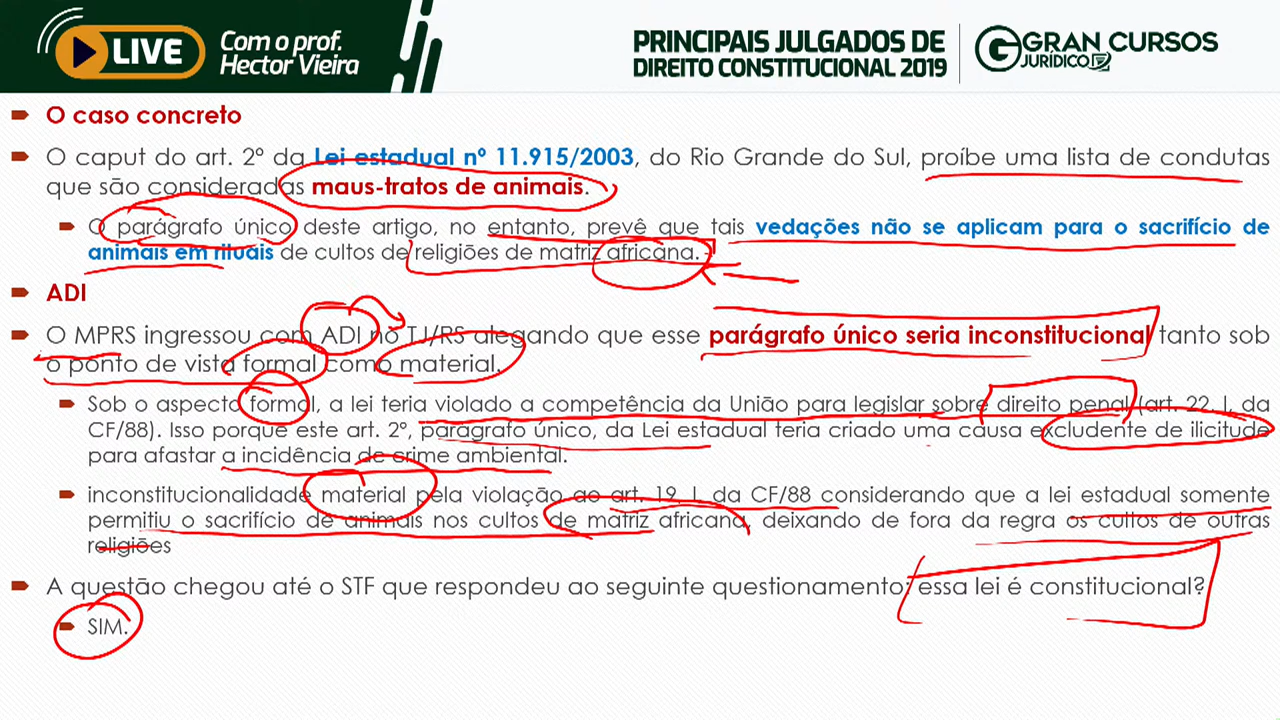 LIVE
Com o prof.
Hector Vieira
PRINCIPAIS JULGADOS DE
DIREITO CONSTITUCIONAL 2019
GRAN CURSOS
JURÍDICO
O caso concreto
O caput do art. 2º da Lei estadual nº 11.915/2003, do Rio Grande do Sul, proíbe uma lista de condutas
que são consideradas maus-tratos de animais.
O parágrafo único deste artigo, no entanto, prevê que tais vedações não se aplicam para o sacrifício de
animais em rituais de cultos de religiões de matriz africana.
ADI
O MPRS ingressou com ADI no TJ/RS alegando que esse parágrafo único seria inconstitucional tanto sob
o ponto de vista formal como material.
Sob o aspecto formal, a lei teria violado a competência da União para legislar sobre direito penal (art. 22, I, da
CF/88). Isso porque este art. 2º, parágrafo único, da Lei estadual teria criado uma causa excludente de ilicitude
para afastar a incidência de crime ambiental.
inconstitucionalidade material pela violação ao art. 19, I, da CF/88 considerando que a lei estadual somente
permitiu o sacrifício de animais nos cultos de matriz africana, deixando de fora da regra os cultos de outras
religiões
A questão chegou até o STF que respondeu ao seguinte questionamento: essa lei é constitucional?
SIM.